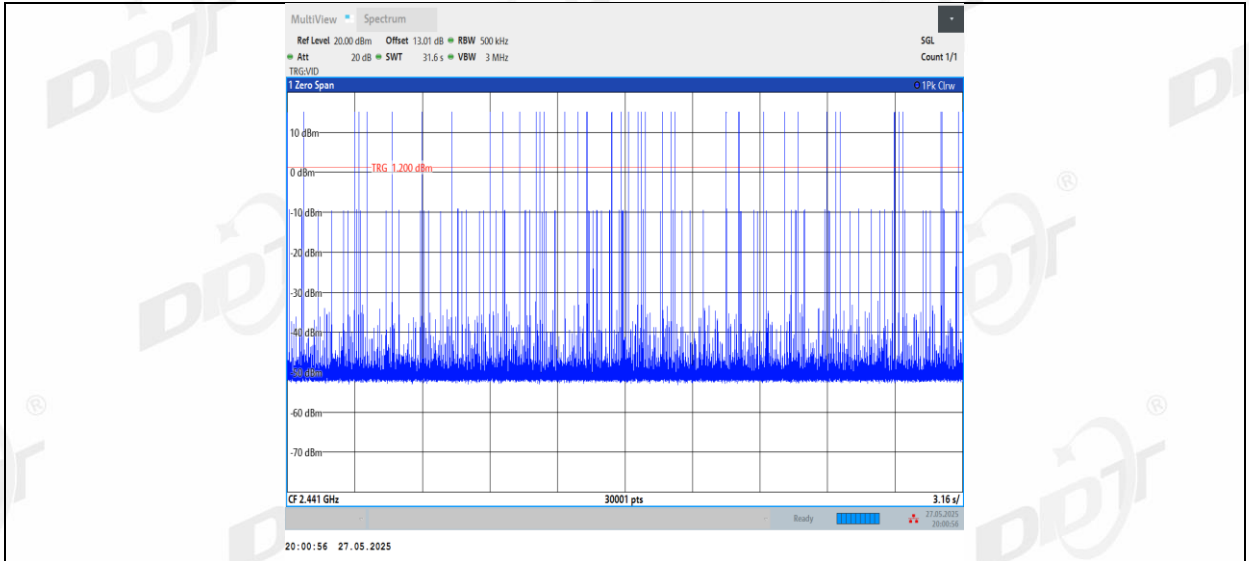 MultiView Spectrum
Ref Level 20.00 dBm Offset 13.01 dB RBW 500 kHz SGL
Att 20 dB SWT 31.6 s VBW 3 MHz Count 1/1
TRG:VID
1 Zero Span 1Pk Clrw
10 dBm
TRG 1.200 dBm
0 dBm
-10 dBm
-20 dBm
-30 dBm
-40 dBm
-50 dBm
-60 dBm
-70 dBm
CF 2.441 GHz 30001 pts 3.16 s/
- - Ready 27.05.2025
20:00:56
20:00:56 27.05.2025
DDT ®